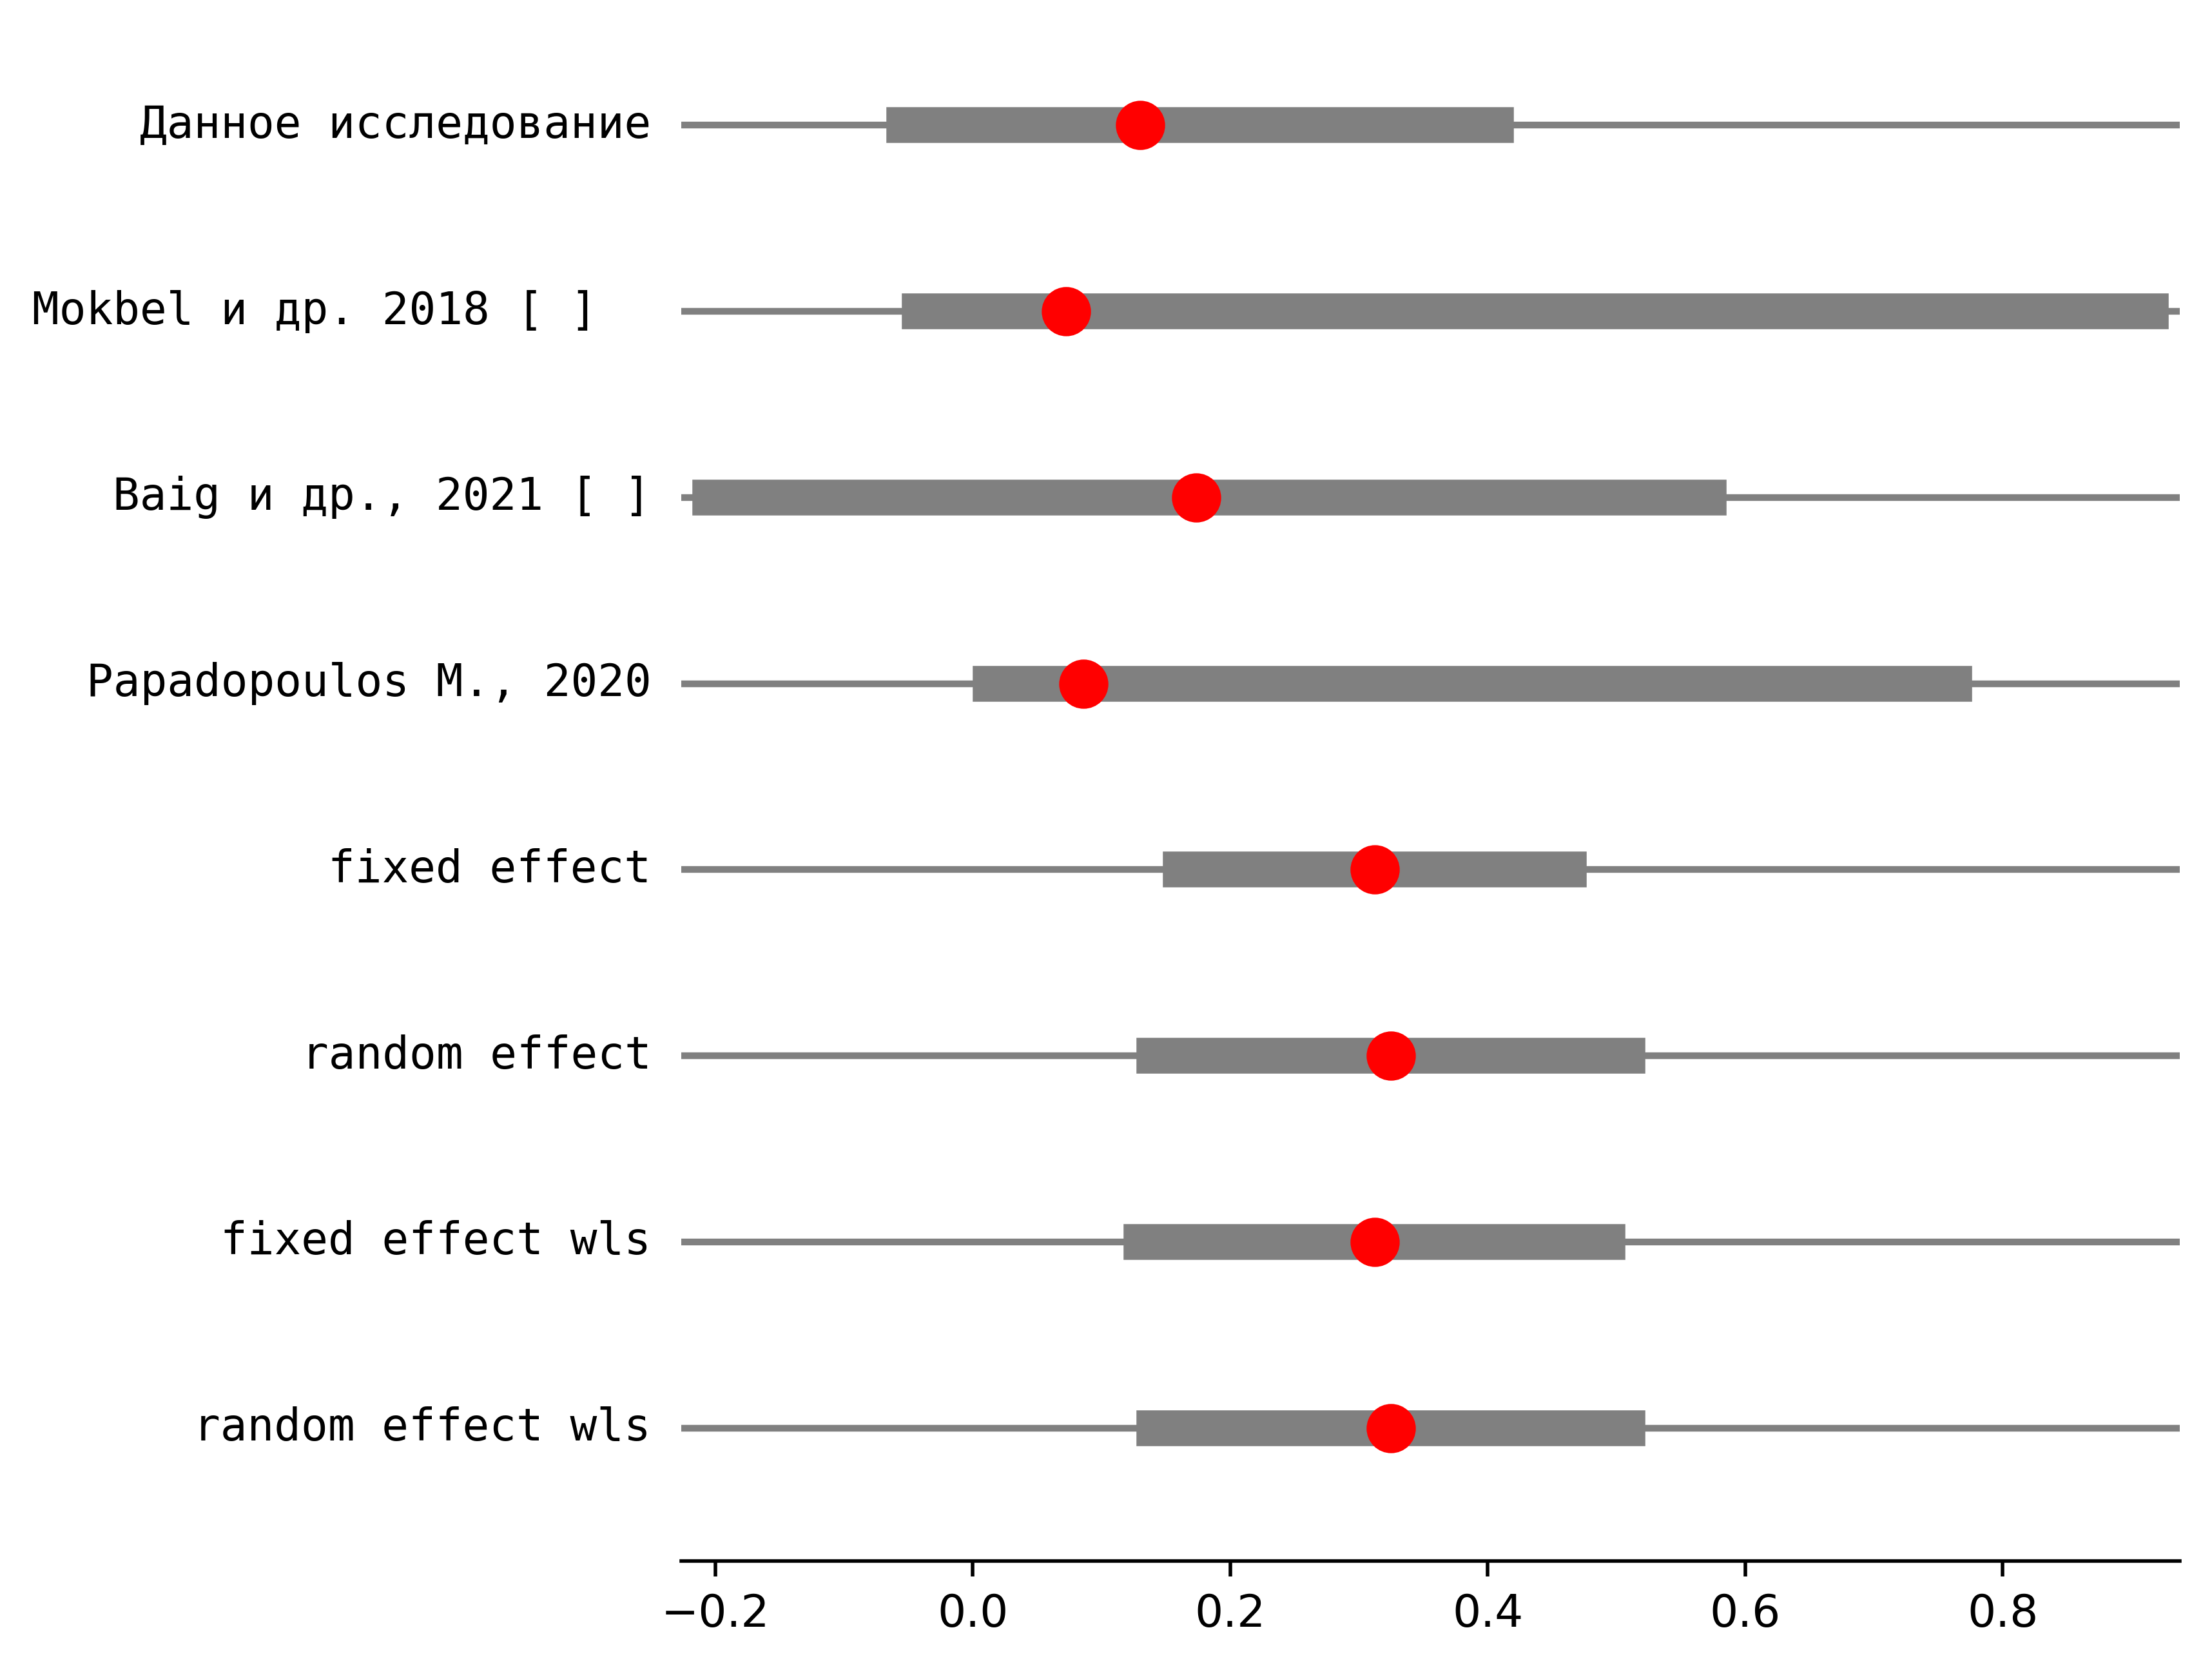 Данное исследование
Mokbel и др. 2018 [ ]
Baig и др., 2021 [ ]
Papadopoulos M., 2020
fixed effect
random effect
fixed effect wls
random effect wls
−0.2 0.0 0.2 0.4 0.6 0.8